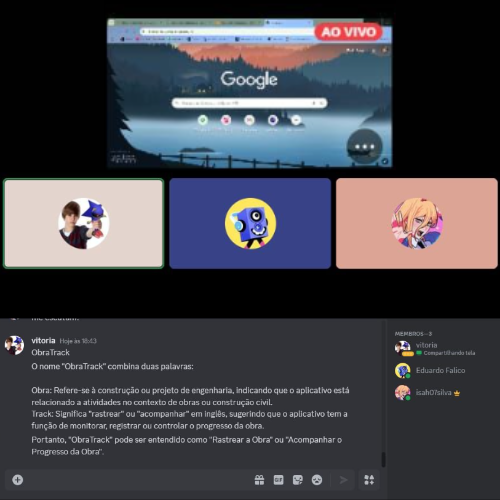 AO VIVO
Google
vitoria Hoje às 18:43
ObraTrack
O nome "ObraTrack" combina duas palavras:
Obra: Refere-se à construção ou projeto de engenharia, indicando que o aplicativo está
relacionado a atividades no contexto de obras ou construção civil.
Track: Significa "rastrear" ou "acompanhar" em inglês, sugerindo que o aplicativo tem a
função de monitorar, registrar ou controlar o progresso da obra.
Portanto, "ObraTrack" pode ser entendido como "Rastrear a Obra" ou "Acompanhar o
Progresso da Obra".
GIF
MEMBROS - 3
vitoria
Compartilhando tela
Eduardo Falico
isah07silva